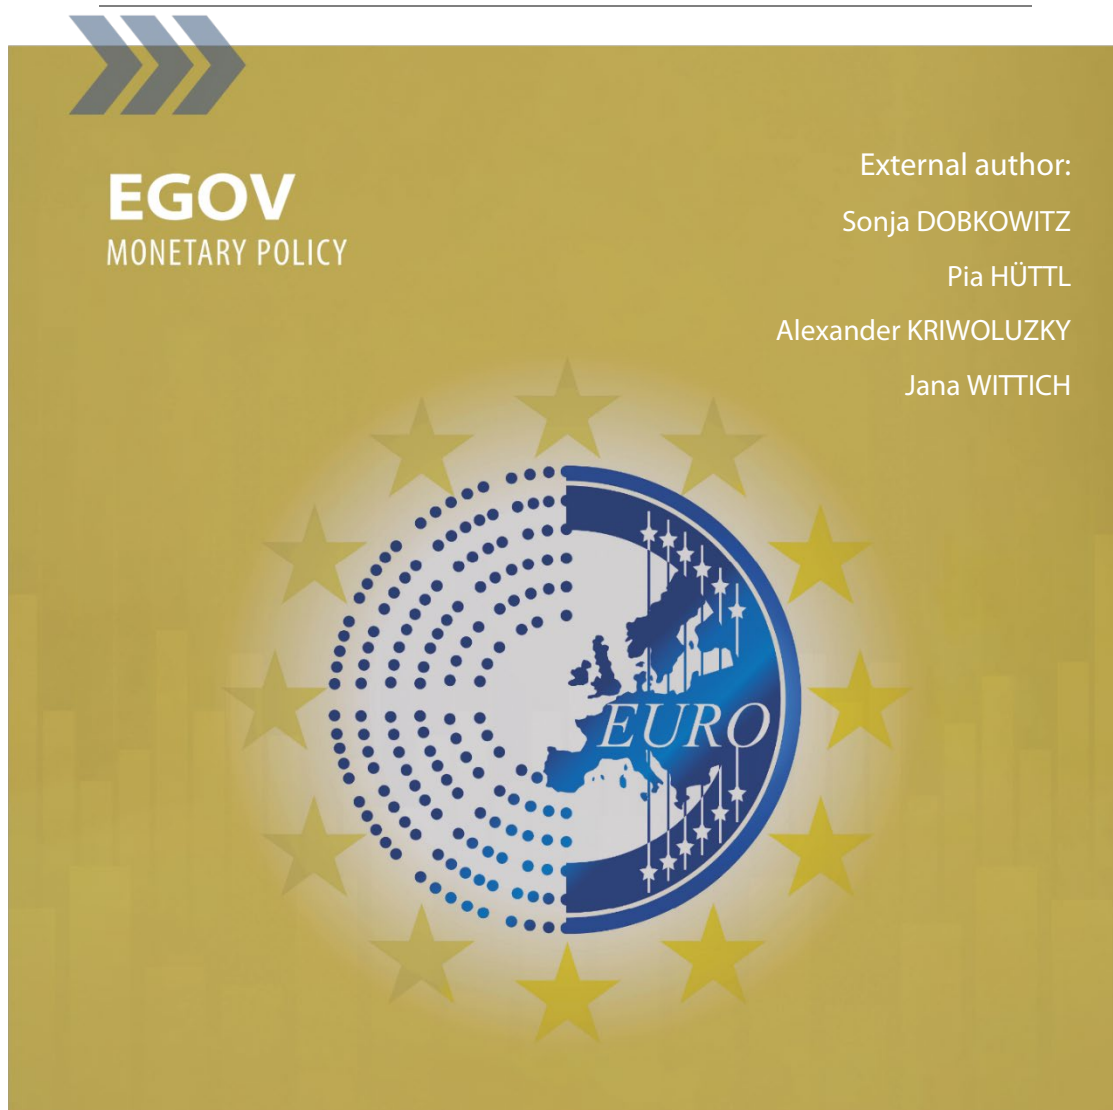 EGOV
MONETARY POLICY
External author:
Sonja DOBKOWITZ
Pia HÜTTL
Alexander KRIWOLUZKY
Jana WITTICH
EURO